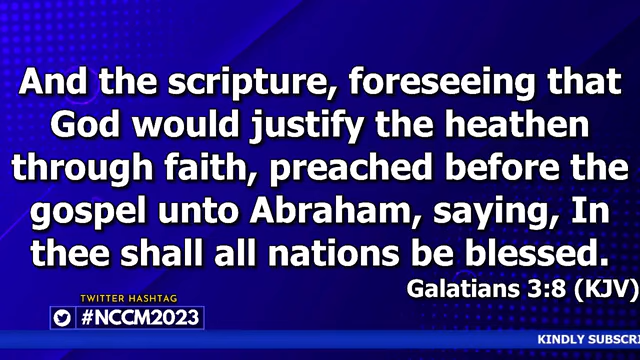 And the scripture, foreseeing that
God would justify the heathen
through faith, preached before the
gospel unto Abraham, saying, In
thee shall all nations be blessed.
Galatians 3:8 (KJV)
TWITTER HASHTAG
#NCCM2023
KINDLY